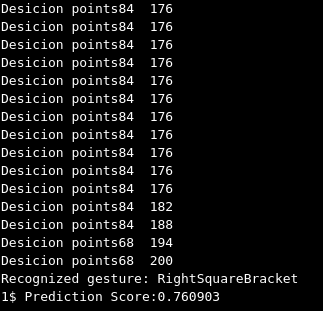 Desicion points84  176
Desicion points84  176
Desicion points84  176
Desicion points84  176
Desicion points84  176
Desicion points84  176
Desicion points84  176
Desicion points84  176
Desicion points84  176
Desicion points84  176
Desicion points84  176
Desicion points84  182
Desicion points84  188
Desicion points68  194
Desicion points68  200
Recognized gesture: RightSquareBracket
1$ Prediction Score:0.760903